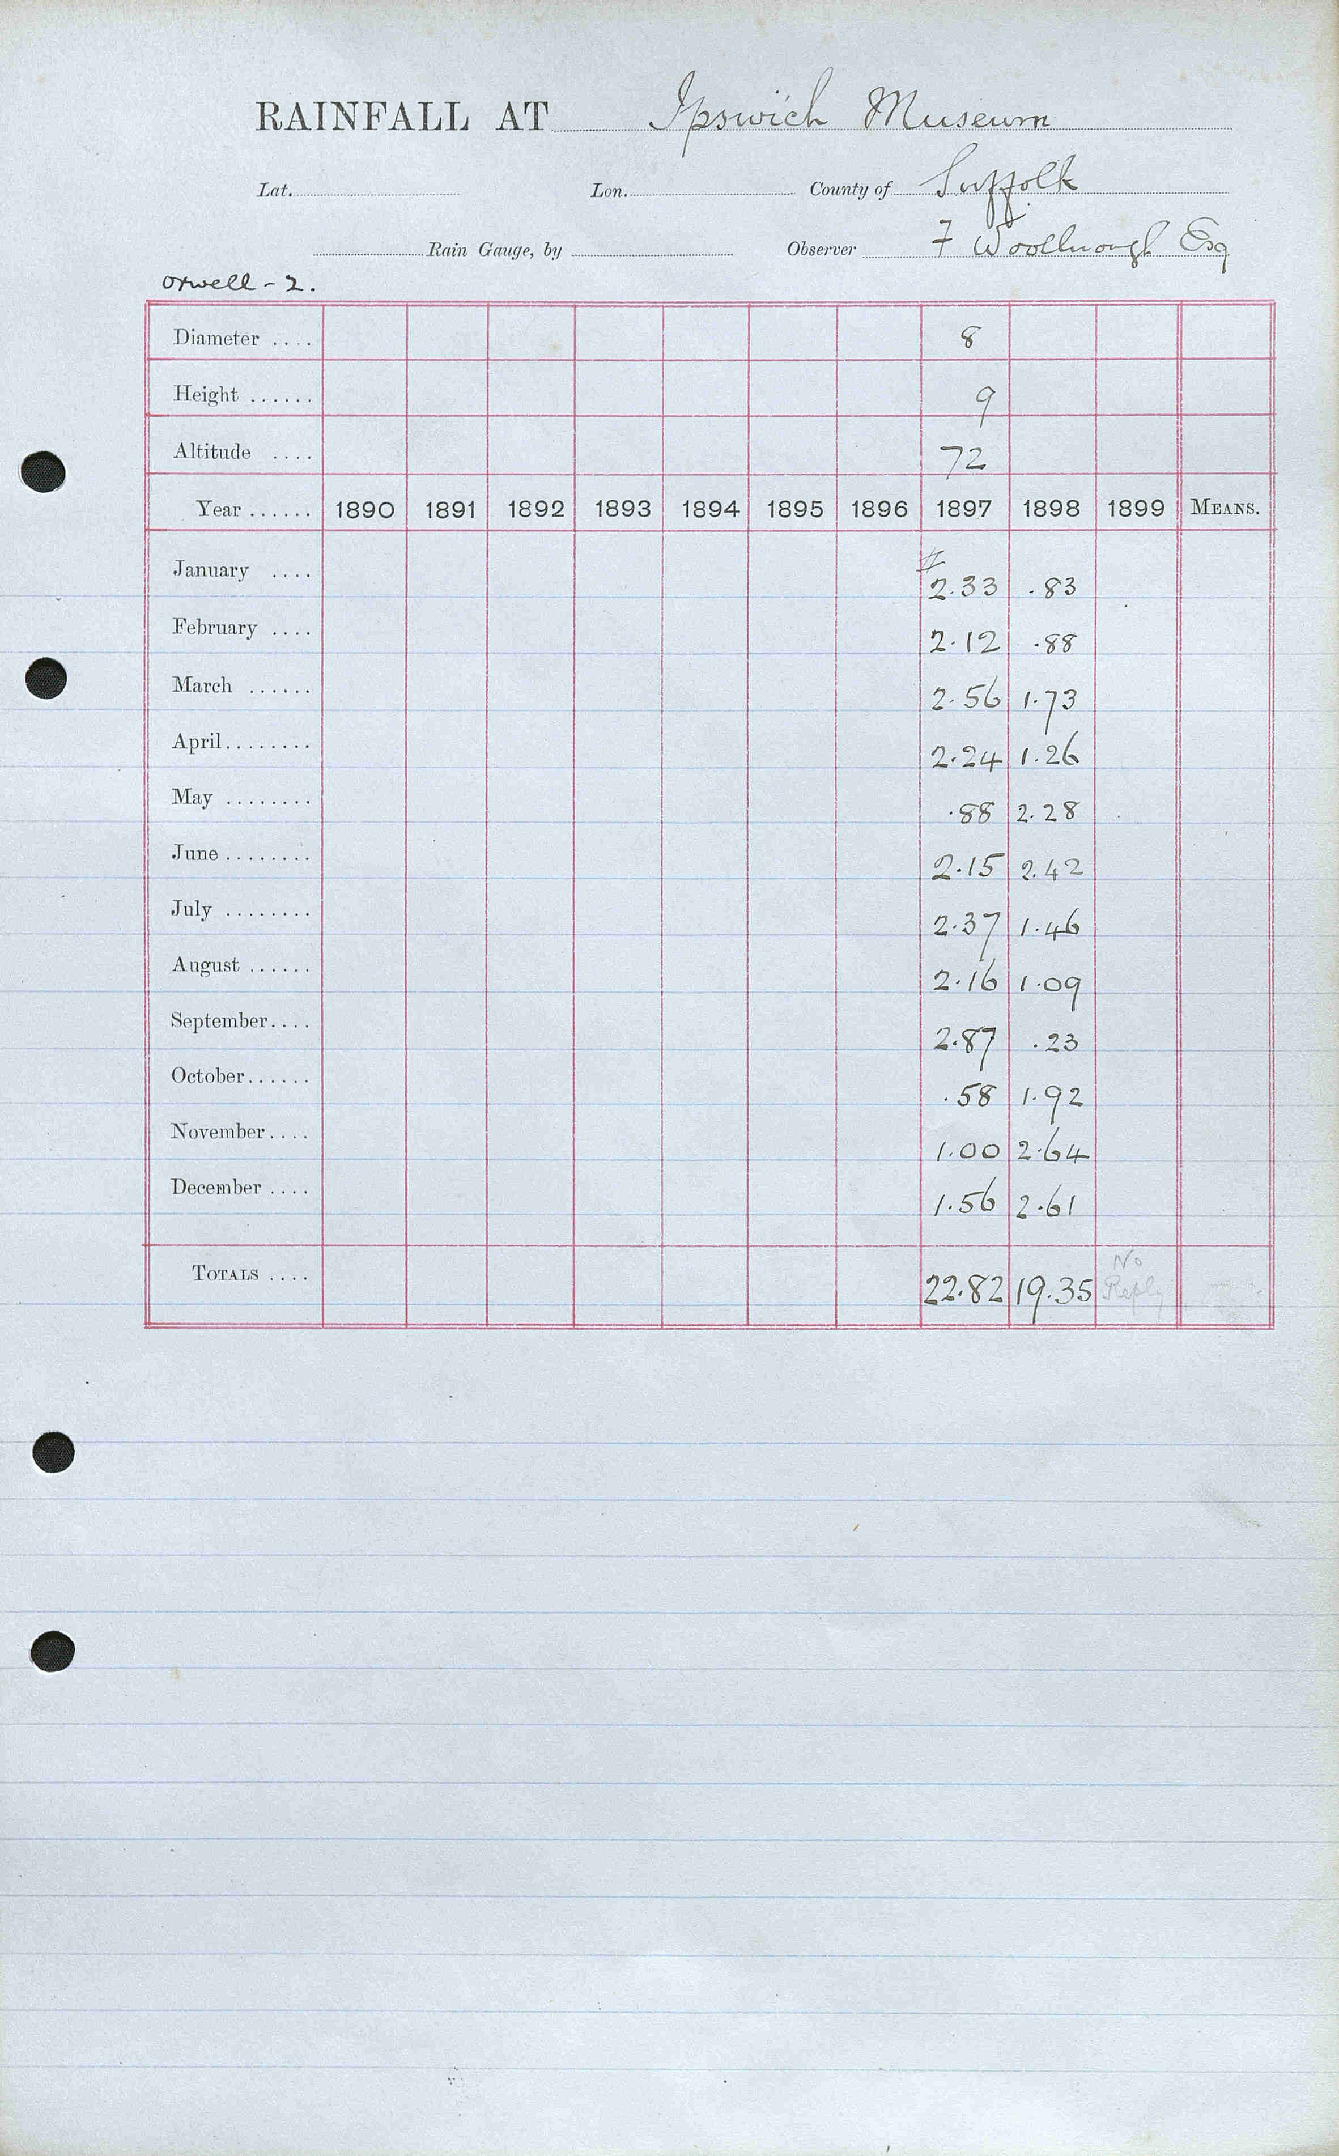 RAINFALL AT Ipswich Museum
Lat. Lon. County of Suffolk
Rain Gauge, by Observer F Woolnough Esq
Orwell - 2.
Diameter .... 8
Height ...... 9
Altitude .... 72
Year ...... 1890 1891 1892 1893 1894 1895 1896 1897 1898 1899 MEANS.
January .... 2.33 .83
February .... 2.12 .88
March ...... 2.56 1.73
April........ 2.24 1.26
May ........ .88 2.28
June........ 2.15 2.42
July ........ 2.37 1.46
August ...... 2.16 1.09
September.... 2.87 .23
October...... .58 1.92
November.... 1.00 2.64
December .... 1.56 2.61
TOTALS .... 22.82 19.35 No Reply